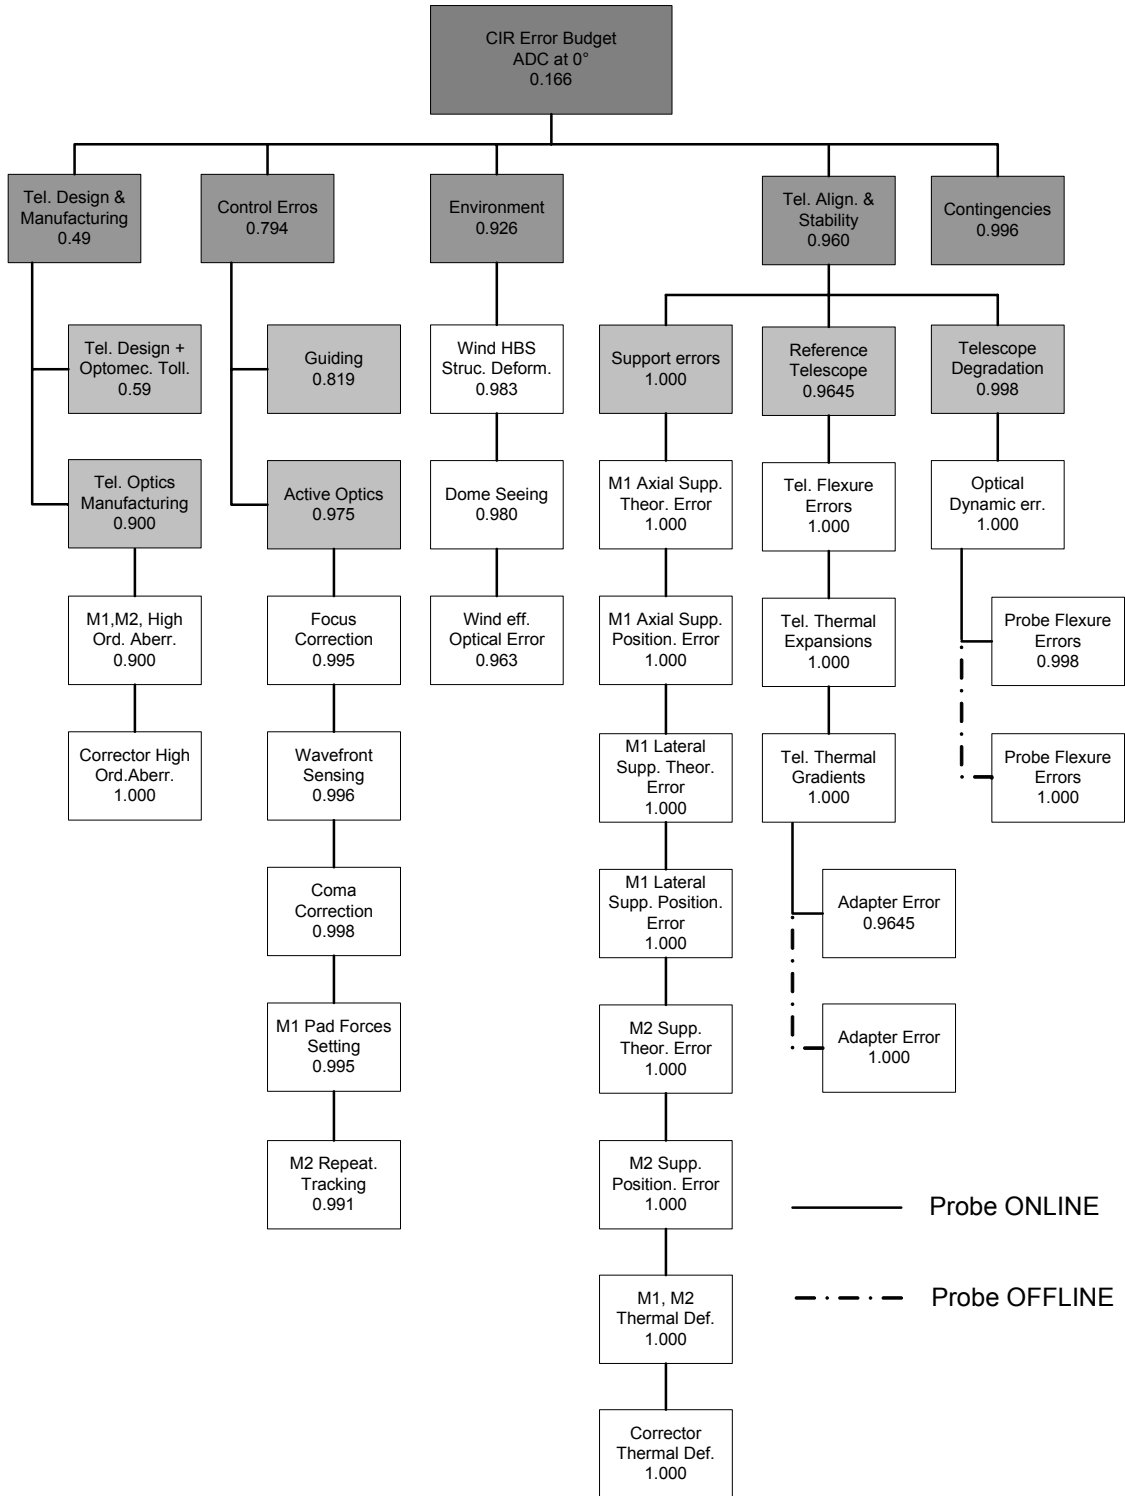 CIR Error Budget
ADC at 0°
0.166
Tel. Design &
Manufacturing
0.49
Control Erros
0.794
Environment
0.926
Tel. Align. &
Stability
0.960
Contingencies
0.996
Tel. Design +
Optomec. Toll.
0.59
Guiding
0.819
Wind HBS
Struc. Deform.
0.983
Support errors
1.000
Reference
Telescope
0.9645
Telescope
Degradation
0.998
Tel. Optics
Manufacturing
0.900
Active Optics
0.975
Dome Seeing
0.980
M1 Axial Supp.
Theor. Error
1.000
Tel. Flexure
Errors
1.000
Optical
Dynamic err.
1.000
M1,M2, High
Ord. Aberr.
0.900
Focus
Correction
0.995
Wind eff.
Optical Error
0.963
M1 Axial Supp.
Position. Error
1.000
Tel. Thermal
Expansions
1.000
Probe Flexure
Errors
0.998
Corrector High
Ord.Aberr.
1.000
Wavefront
Sensing
0.996
M1 Lateral
Supp. Theor.
Error
1.000
Tel. Thermal
Gradients
1.000
Probe Flexure
Errors
1.000
Coma
Correction
0.998
M1 Lateral
Supp. Position.
Error
1.000
Adapter Error
0.9645
M1 Pad Forces
Setting
0.995
M2 Supp.
Theor. Error
1.000
Adapter Error
1.000
M2 Repeat.
Tracking
0.991
M2 Supp.
Position. Error
1.000
Probe ONLINE
M1, M2
Thermal Def.
1.000
Probe OFFLINE
Corrector
Thermal Def.
1.000